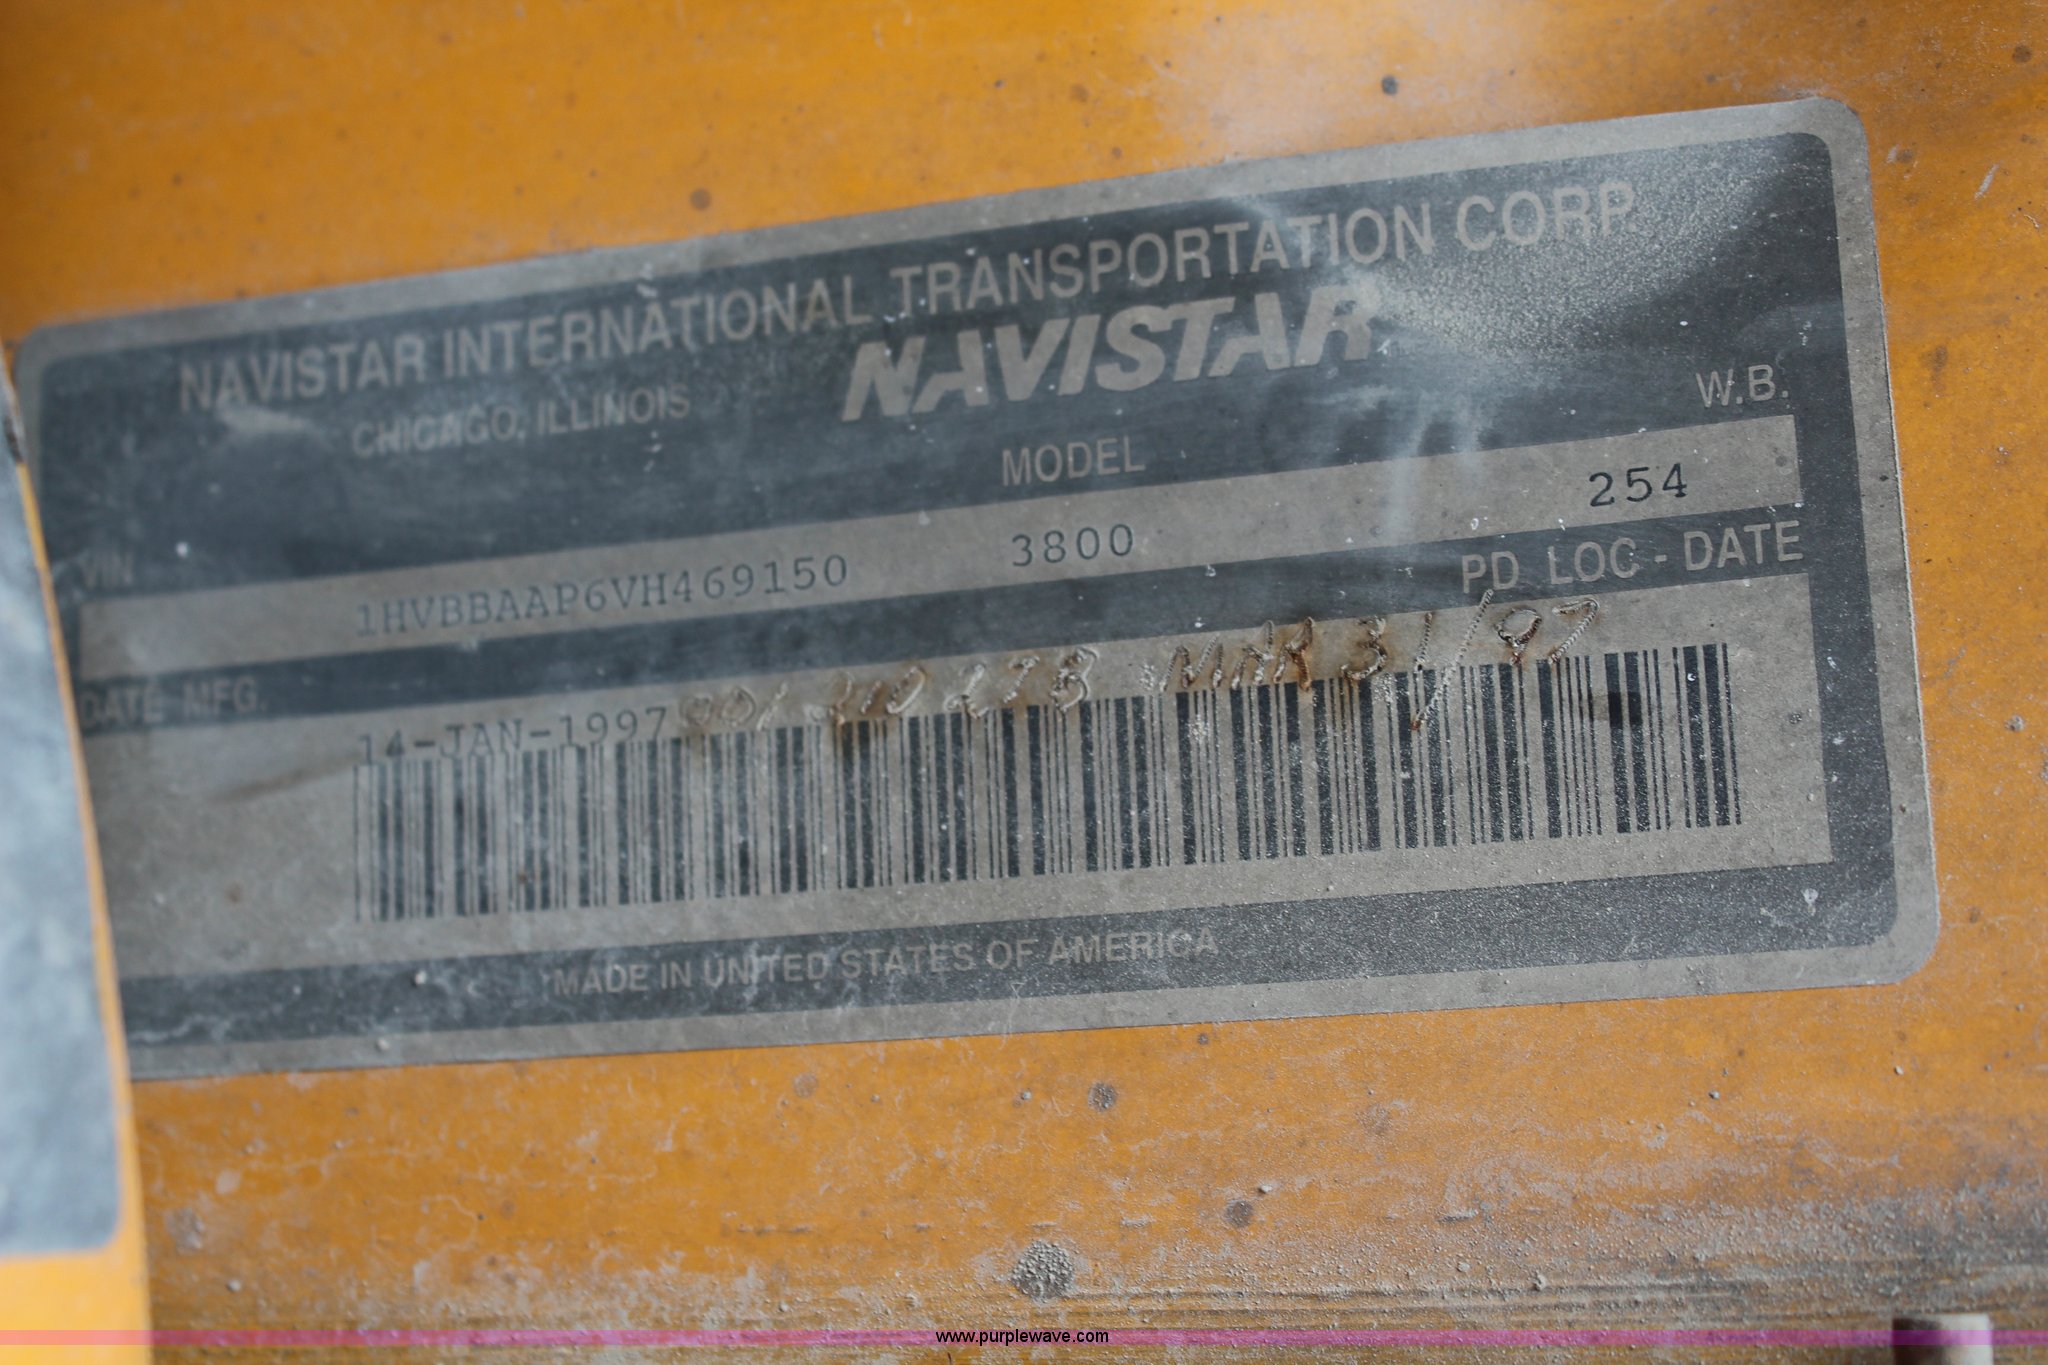 NAVISTAR INTERNATIONAL TRANSPORTATION CORP.
CHICAGO, ILLINOIS NAVISTAR
VIN MODEL W.B.
1HVBBAAP6VH469150 3800 254
DATE MFG. PD LOC - DATE
14-JAN-1997 MAR 31/97
MADE IN UNITED STATES OF AMERICA
www.purplewave.com